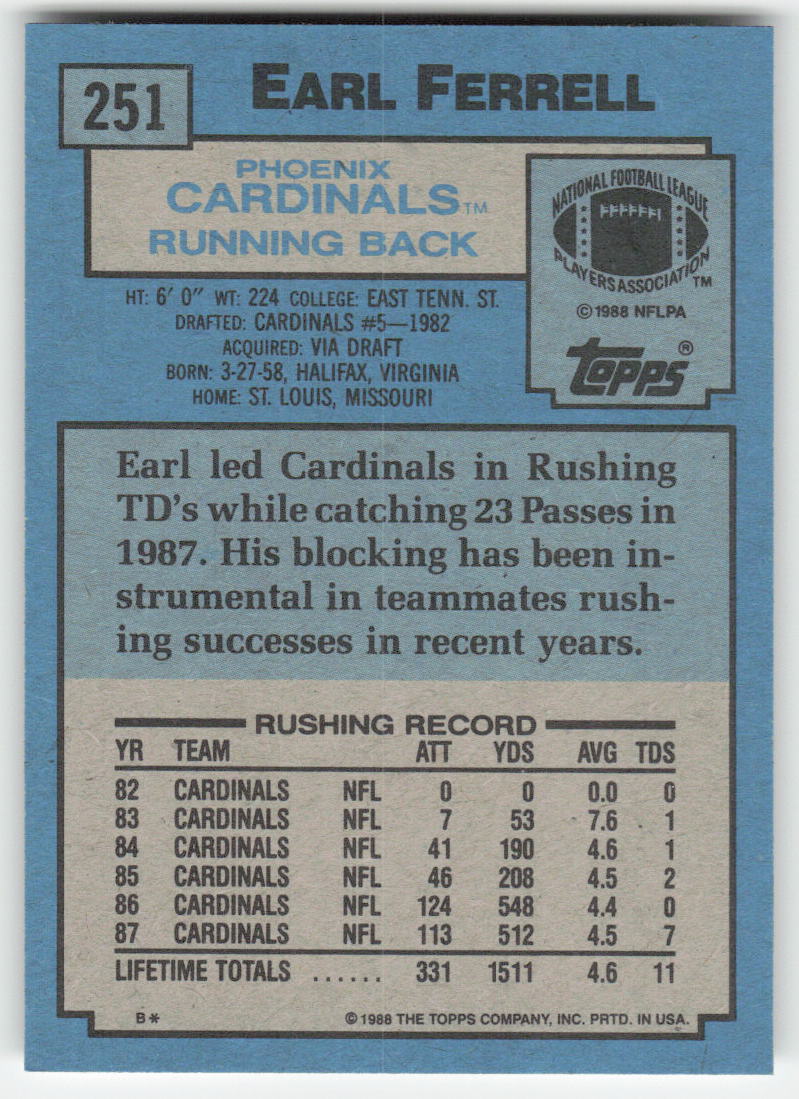 251
EARL FERRELL
PHOENIX
CARDINALS™
RUNNING BACK
NATIONAL FOOTBALL LEAGUE
PLAYERS ASSOCIATION™
©1988 NFLPA
Topps®
HT: 6' 0" WT: 224 COLLEGE: EAST TENN. ST.
DRAFTED: CARDINALS #5—1982
ACQUIRED: VIA DRAFT
BORN: 3-27-58, HALIFAX, VIRGINIA
HOME: ST. LOUIS, MISSOURI
Earl led Cardinals in Rushing
TD's while catching 23 Passes in
1987. His blocking has been in-
strumental in teammates rush-
ing successes in recent years.
RUSHING RECORD
YR TEAM ATT YDS AVG TDS
82 CARDINALS NFL 0 0 0.0 0
83 CARDINALS NFL 7 53 7.6 1
84 CARDINALS NFL 41 190 4.6 1
85 CARDINALS NFL 46 208 4.5 2
86 CARDINALS NFL 124 548 4.4 0
87 CARDINALS NFL 113 512 4.5 7
LIFETIME TOTALS ...... 331 1511 4.6 11
B* ©1988 THE TOPPS COMPANY, INC. PRTD. IN USA.